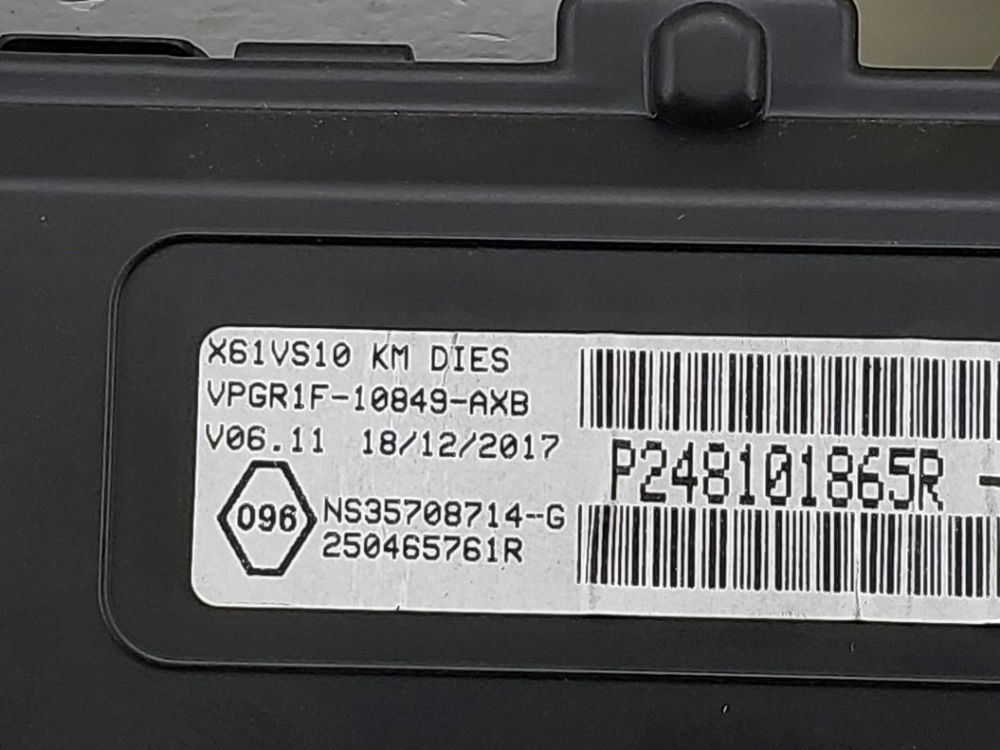 X61VS10 KM DIES
VPGR1F-10849-AXB
V06.11 18/12/2017
P248101865R -
096
NS35708714-G
250465761R